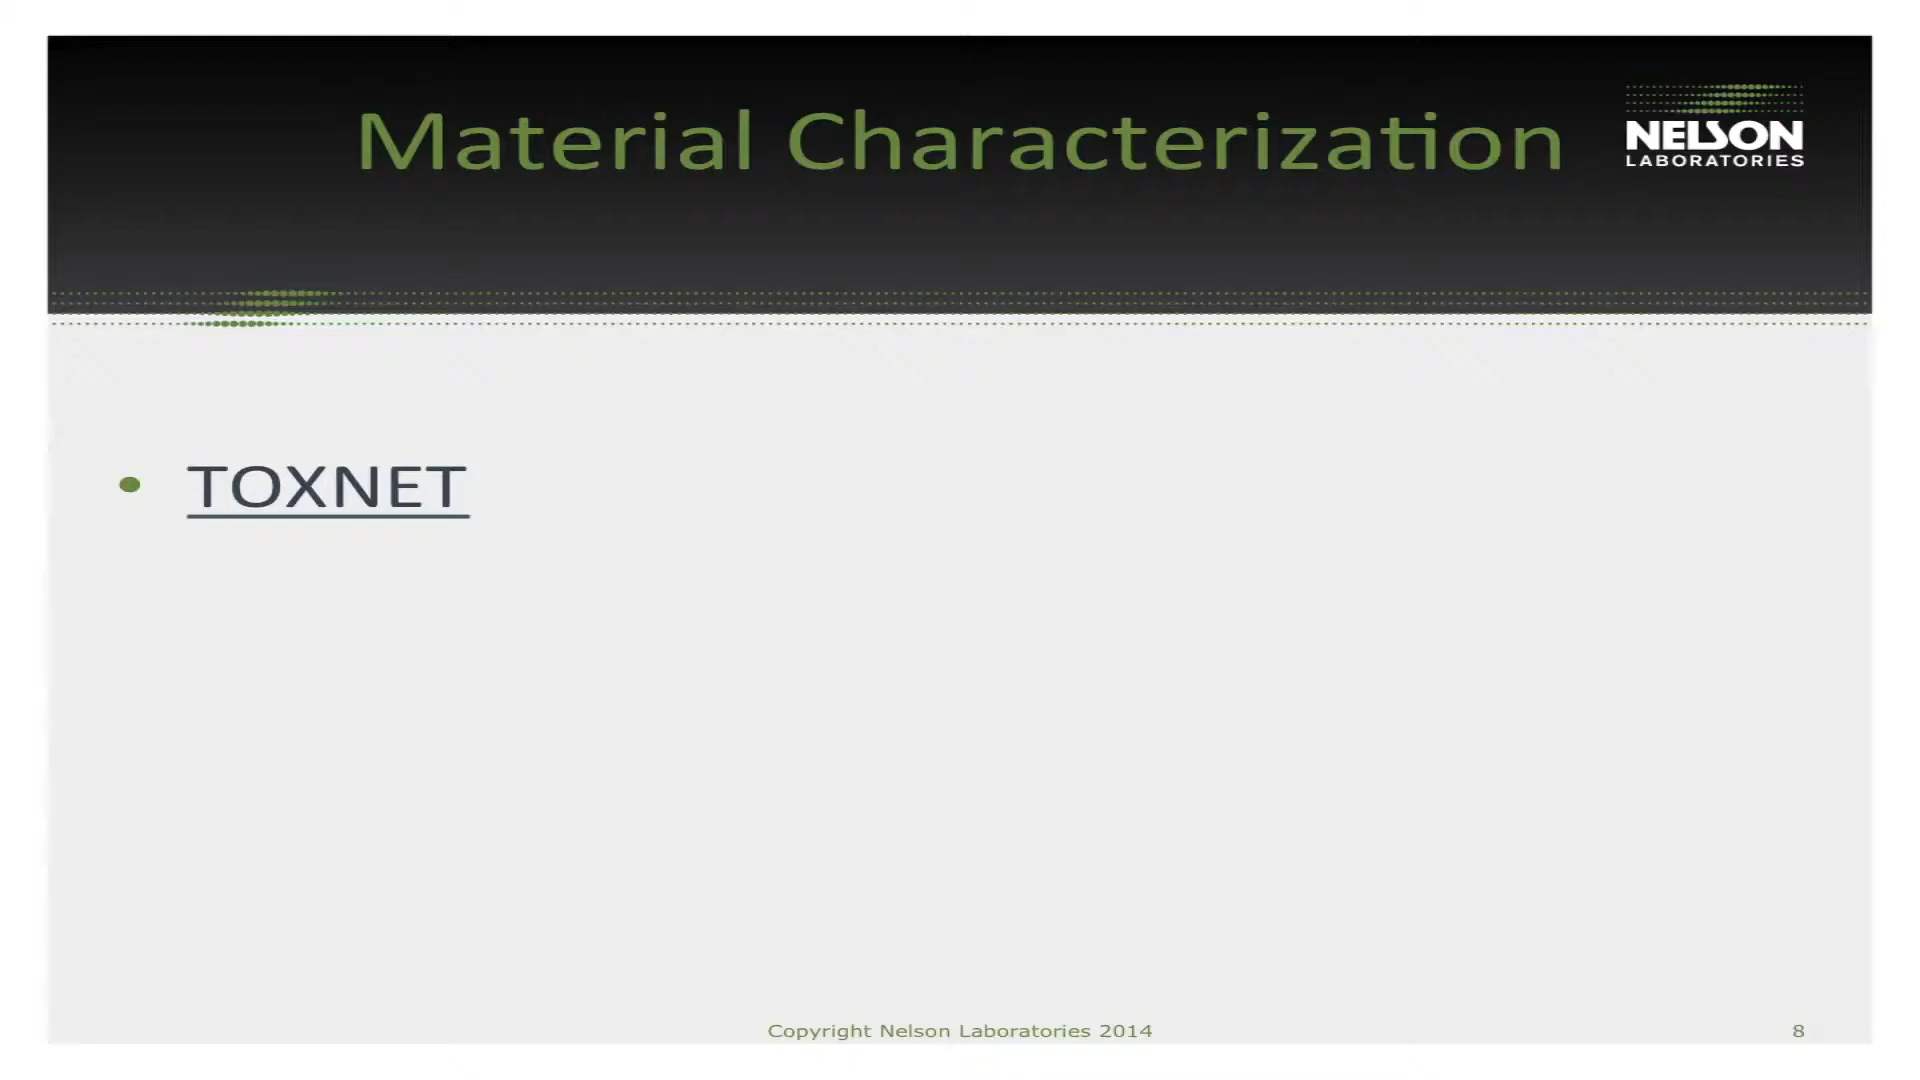 Material Characterization
NELSON
LABORATORIES
• TOXNET
Copyright Nelson Laboratories 2014
8